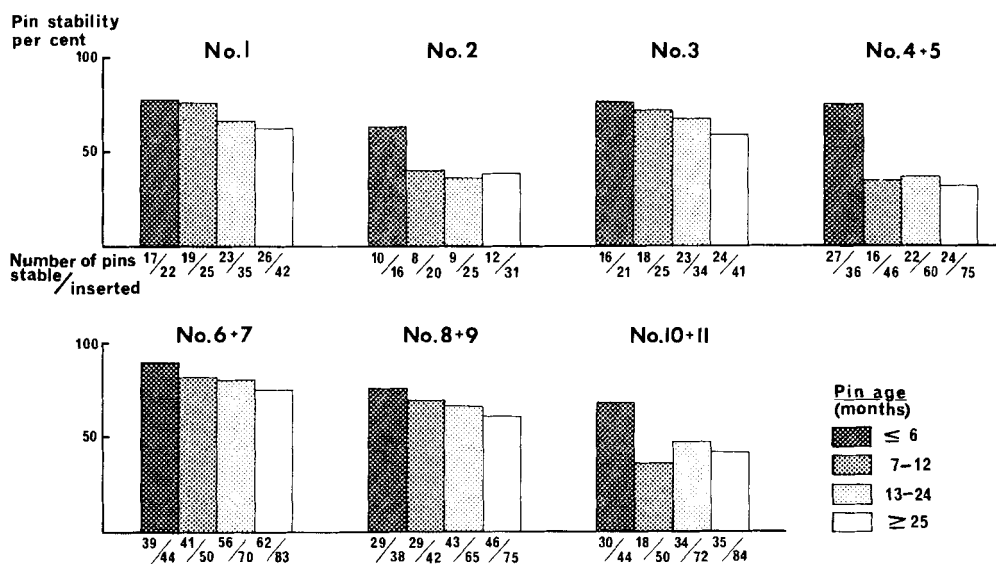 Pin stability
per cent
No.1 No.2 No.3 No.4+5
100
50
17/22 19/25 23/35 26/42 10/16 8/20 9/25 12/31 16/21 18/25 23/34 24/41 27/36 16/46 22/60 24/75
Number of pins
stable/inserted
No.6+7 No.8+9 No.10+11
100
50
39/44 41/50 56/70 62/83 29/38 29/42 43/65 46/75 30/44 18/50 34/72 35/84
Pin age
(months)
≤ 6
7-12
13-24
≥25